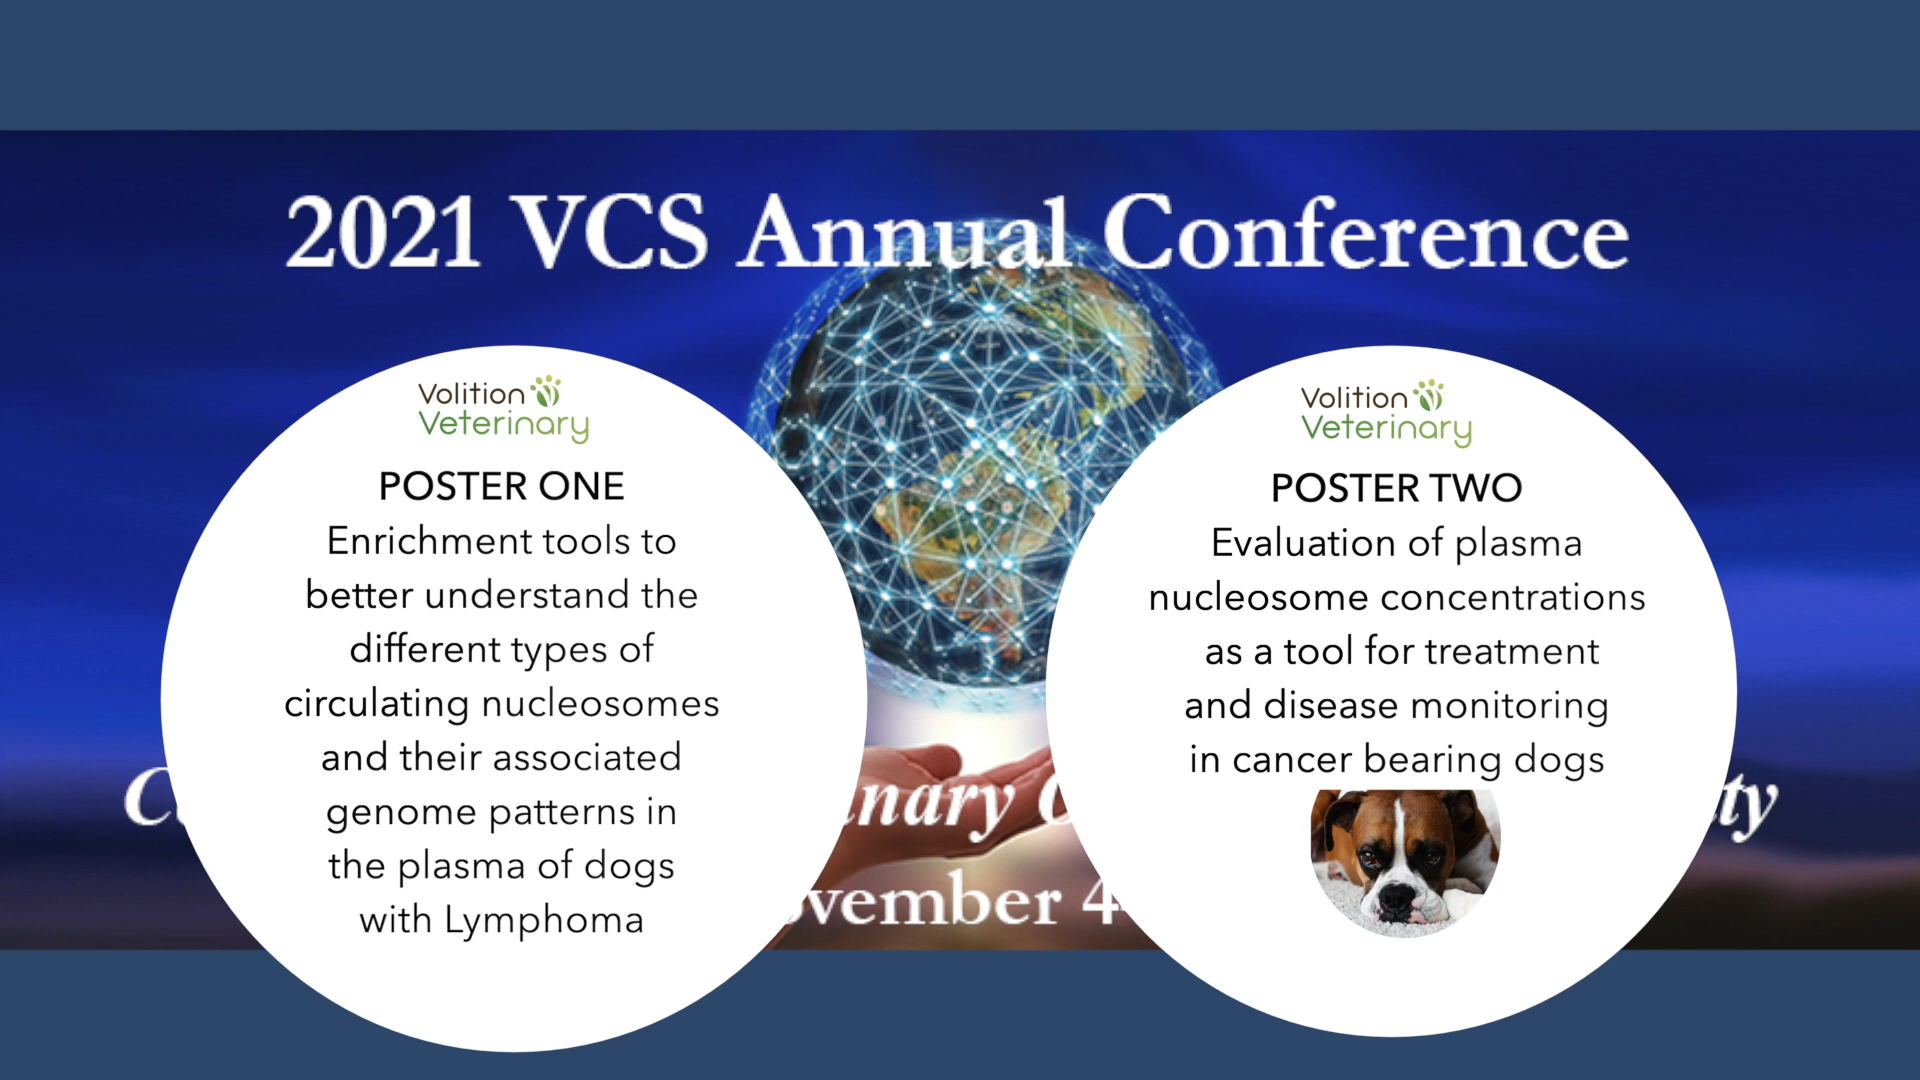 2021 VCS Annual Conference
Volition
Veterinary
POSTER ONE
Enrichment tools to
better understand the
different types of
circulating nucleosomes
and their associated
genome patterns in
the plasma of dogs
with Lymphoma
Volition
Veterinary
POSTER TWO
Evaluation of plasma
nucleosome concentrations
as a tool for treatment
and disease monitoring
in cancer bearing dogs